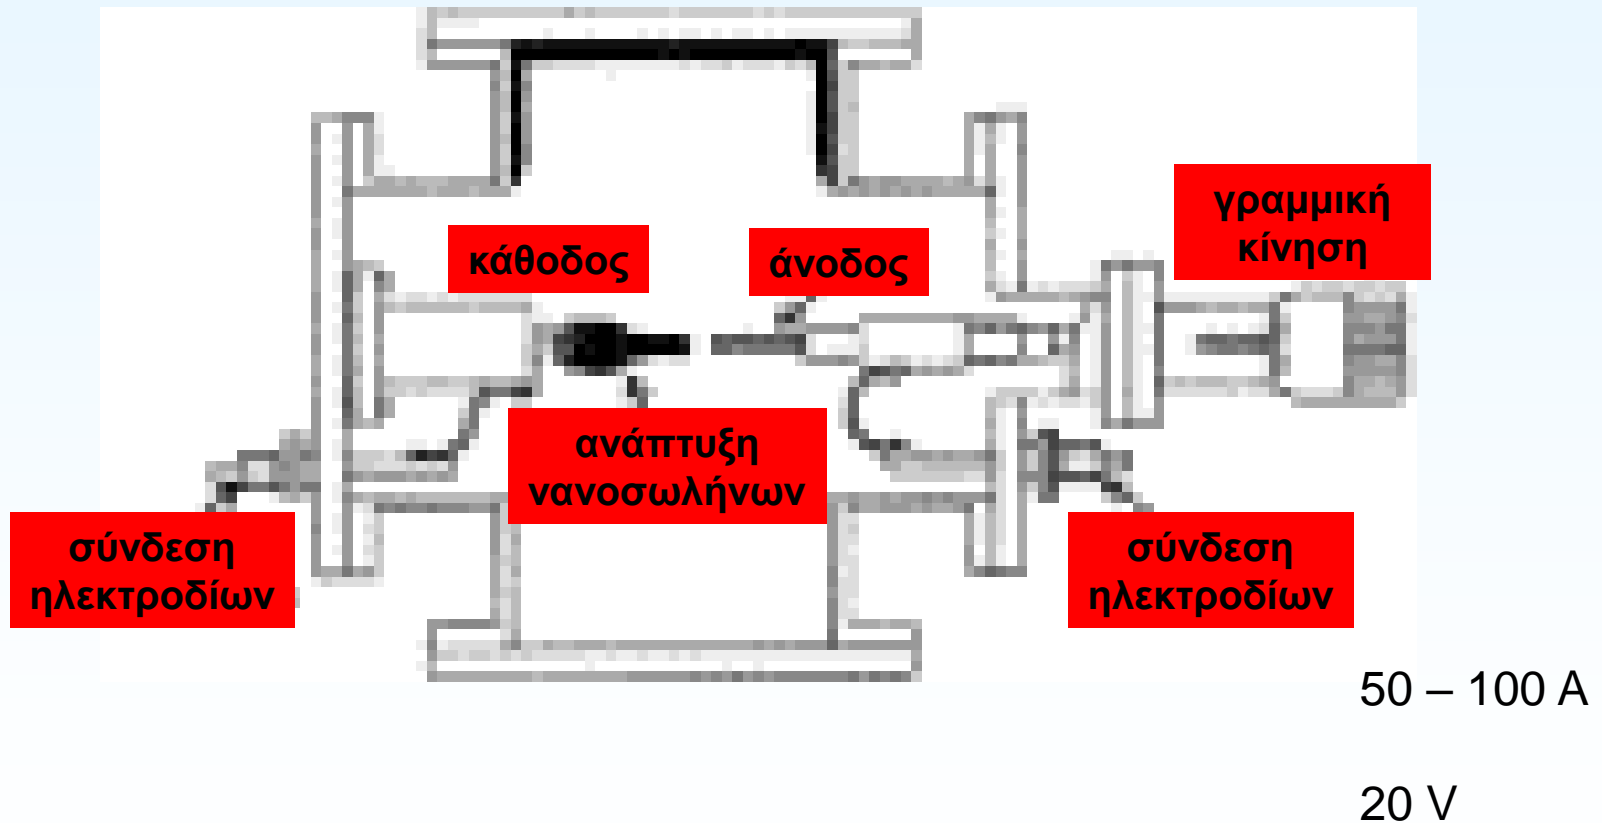 γραμμική
κίνηση
κάθοδος
άνοδος
ανάπτυξη
νανοσωλήνων
σύνδεση
ηλεκτροδίων
σύνδεση
ηλεκτροδίων
50 – 100 A
20 V